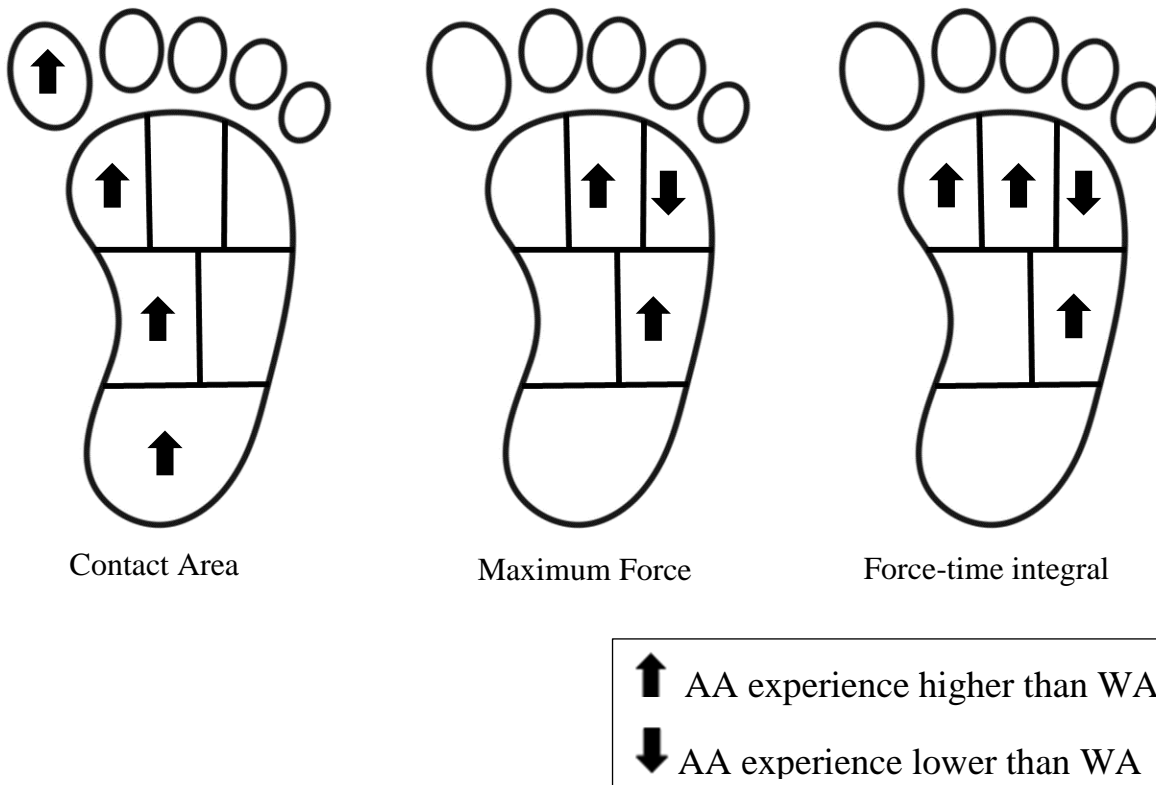 Contact Area
Maximum Force
Force-time integral
AA experience higher than WA
AA experience lower than WA